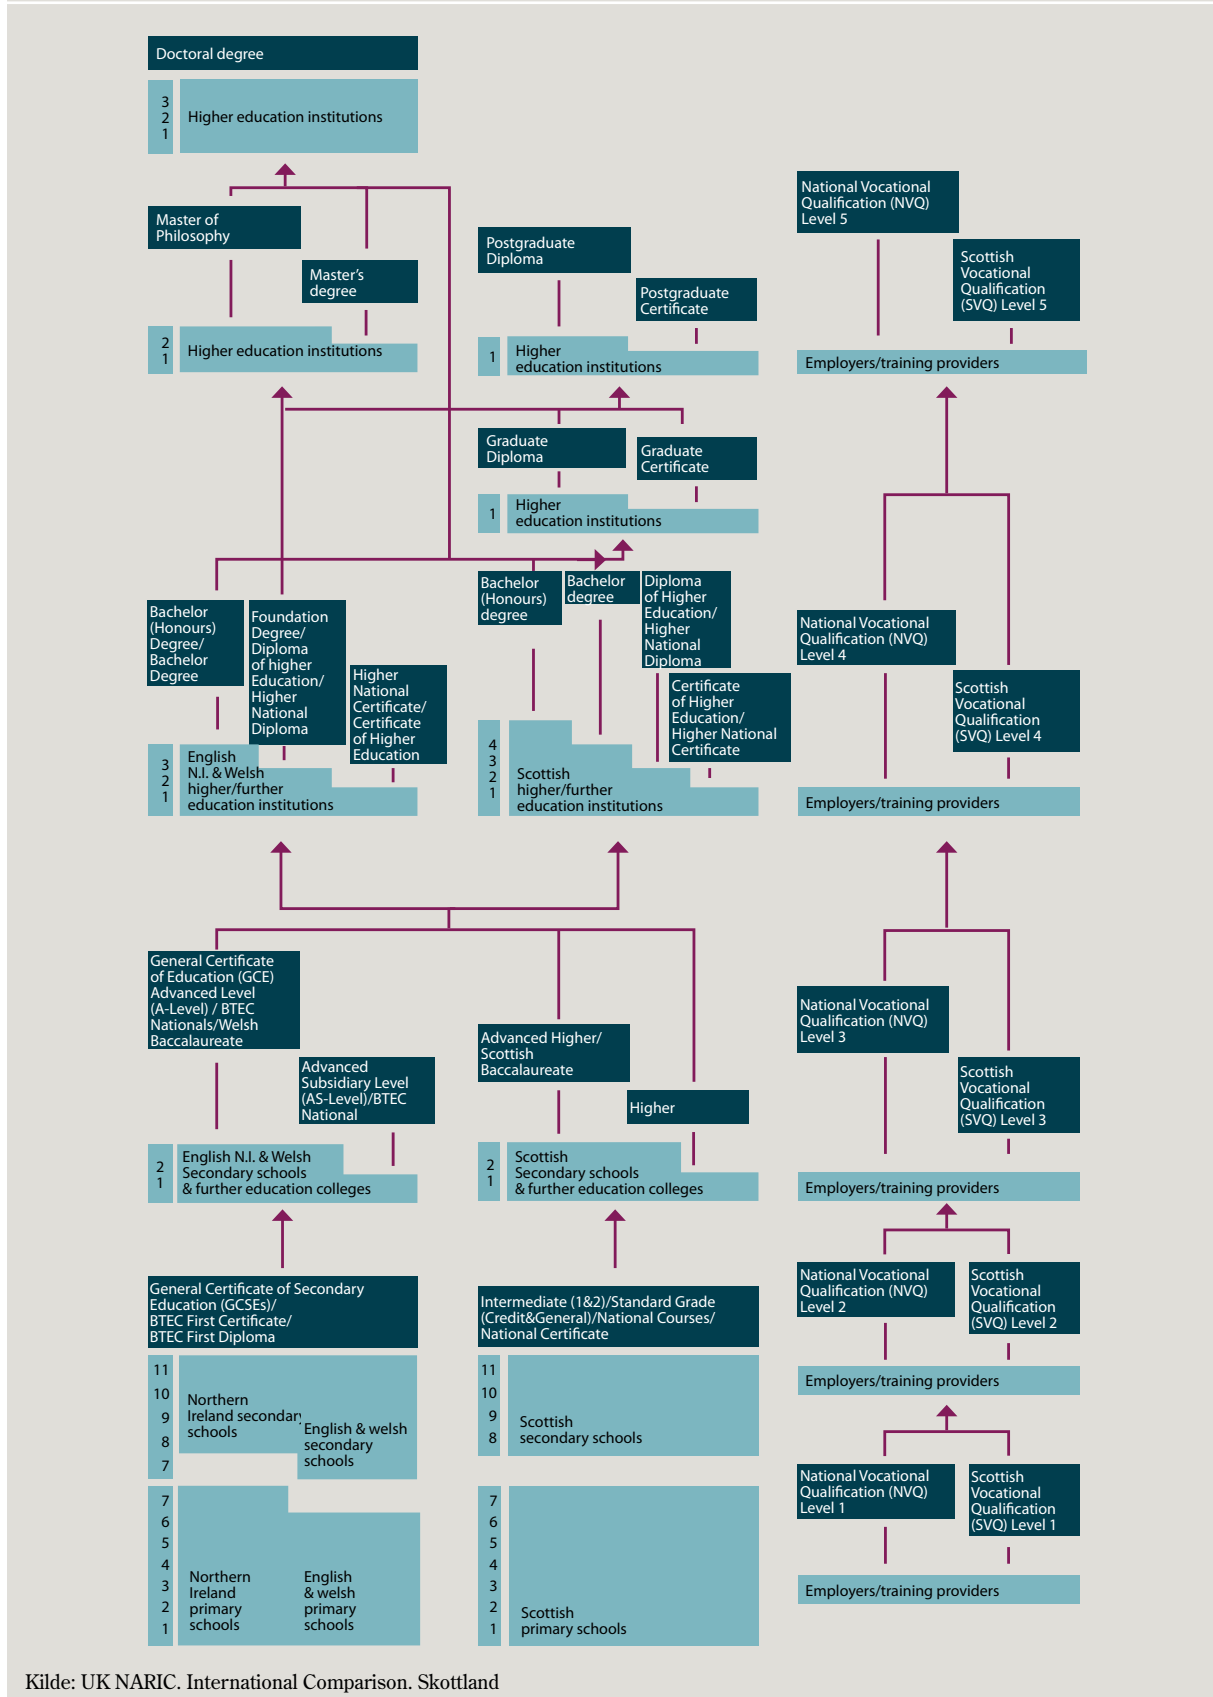 Doctoral degree
3
2
1
Higher education institutions
Master of
Philosophy
Master's
degree
2
1
Higher education institutions
Postgraduate
Diploma
Postgraduate
Certificate
1
Higher
education institutions
Graduate
Diploma
Graduate
Certificate
1
Higher
education institutions
National Vocational
Qualification (NVQ)
Level 5
Scottish
Vocational
Qualification
(SVQ) Level 5
Employers/training providers
Bachelor
(Honours)
Degree/
Bachelor
Degree
Foundation
Degree/
Diploma
of higher
Education/
Higher
National
Diploma
Higher
National
Certificate/
Certificate
of Higher
Education
3
2
1
English
N.I. & Welsh
higher/further
education institutions
Bachelor
(Honours)
degree
Bachelor
degree
Diploma
of Higher
Education/
Higher
National
Diploma
Certificate
of Higher
Education/
Higher National
Certificate
4
3
2
1
Scottish
higher/further
education institutions
National Vocational
Qualification (NVQ)
Level 4
Scottish
Vocational
Qualification
(SVQ) Level 4
Employers/training providers
General Certificate
of Education (GCE)
Advanced Level
(A-Level) / BTEC
Nationals/Welsh
Baccalaureate
Advanced
Subsidiary Level
(AS-Level)/BTEC
National
2
1
English N.I. & Welsh
Secondary schools
& further education colleges
Advanced Higher/
Scottish
Baccalaureate
Higher
2
1
Scottish
Secondary schools
& further education colleges
National Vocational
Qualification (NVQ)
Level 3
Scottish
Vocational
Qualification
(SVQ) Level 3
Employers/training providers
General Certificate of Secondary
Education (GCSEs)/
BTEC First Certificate/
BTEC First Diploma
11
10
9
8
7
Northern
Ireland secondary
schools
English & welsh
secondary
schools
7
6
5
4
3
2
1
Northern
Ireland
primary
schools
English
& welsh
primary
schools
Intermediate (1&2)/Standard Grade
(Credit&General)/National Courses/
National Certificate
11
10
9
8
Scottish
secondary schools
7
6
5
4
3
2
1
Scottish
primary schools
National Vocational
Qualification (NVQ)
Level 2
Scottish
Vocational
Qualification
(SVQ) Level 2
Employers/training providers
National Vocational
Qualification (NVQ)
Level 1
Scottish
Vocational
Qualification
(SVQ) Level 1
Employers/training providers
Kilde: UK NARIC. International Comparison. Skottland